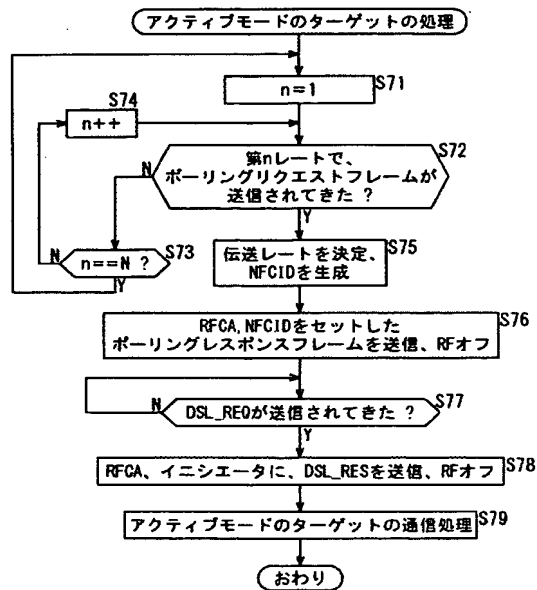 アクティブモードのターゲットの処理
n=1
S71
S74
n++
第nレートで、
ポーリングリクエストフレームが
送信されてきた ?
S72
N
Y
n==N ?
S73
N
Y
伝送レートを決定、
NFCIDを生成
S75
RFCA,NFCIDをセットした
ポーリングレスポンスフレームを送信、RFオフ
S76
DSL_REQが送信されてきた ?
S77
N
Y
RFCA、イニシエータに、DSL_RESを送信、RFオフ
S78
アクティブモードのターゲットの通信処理
S79
おわり